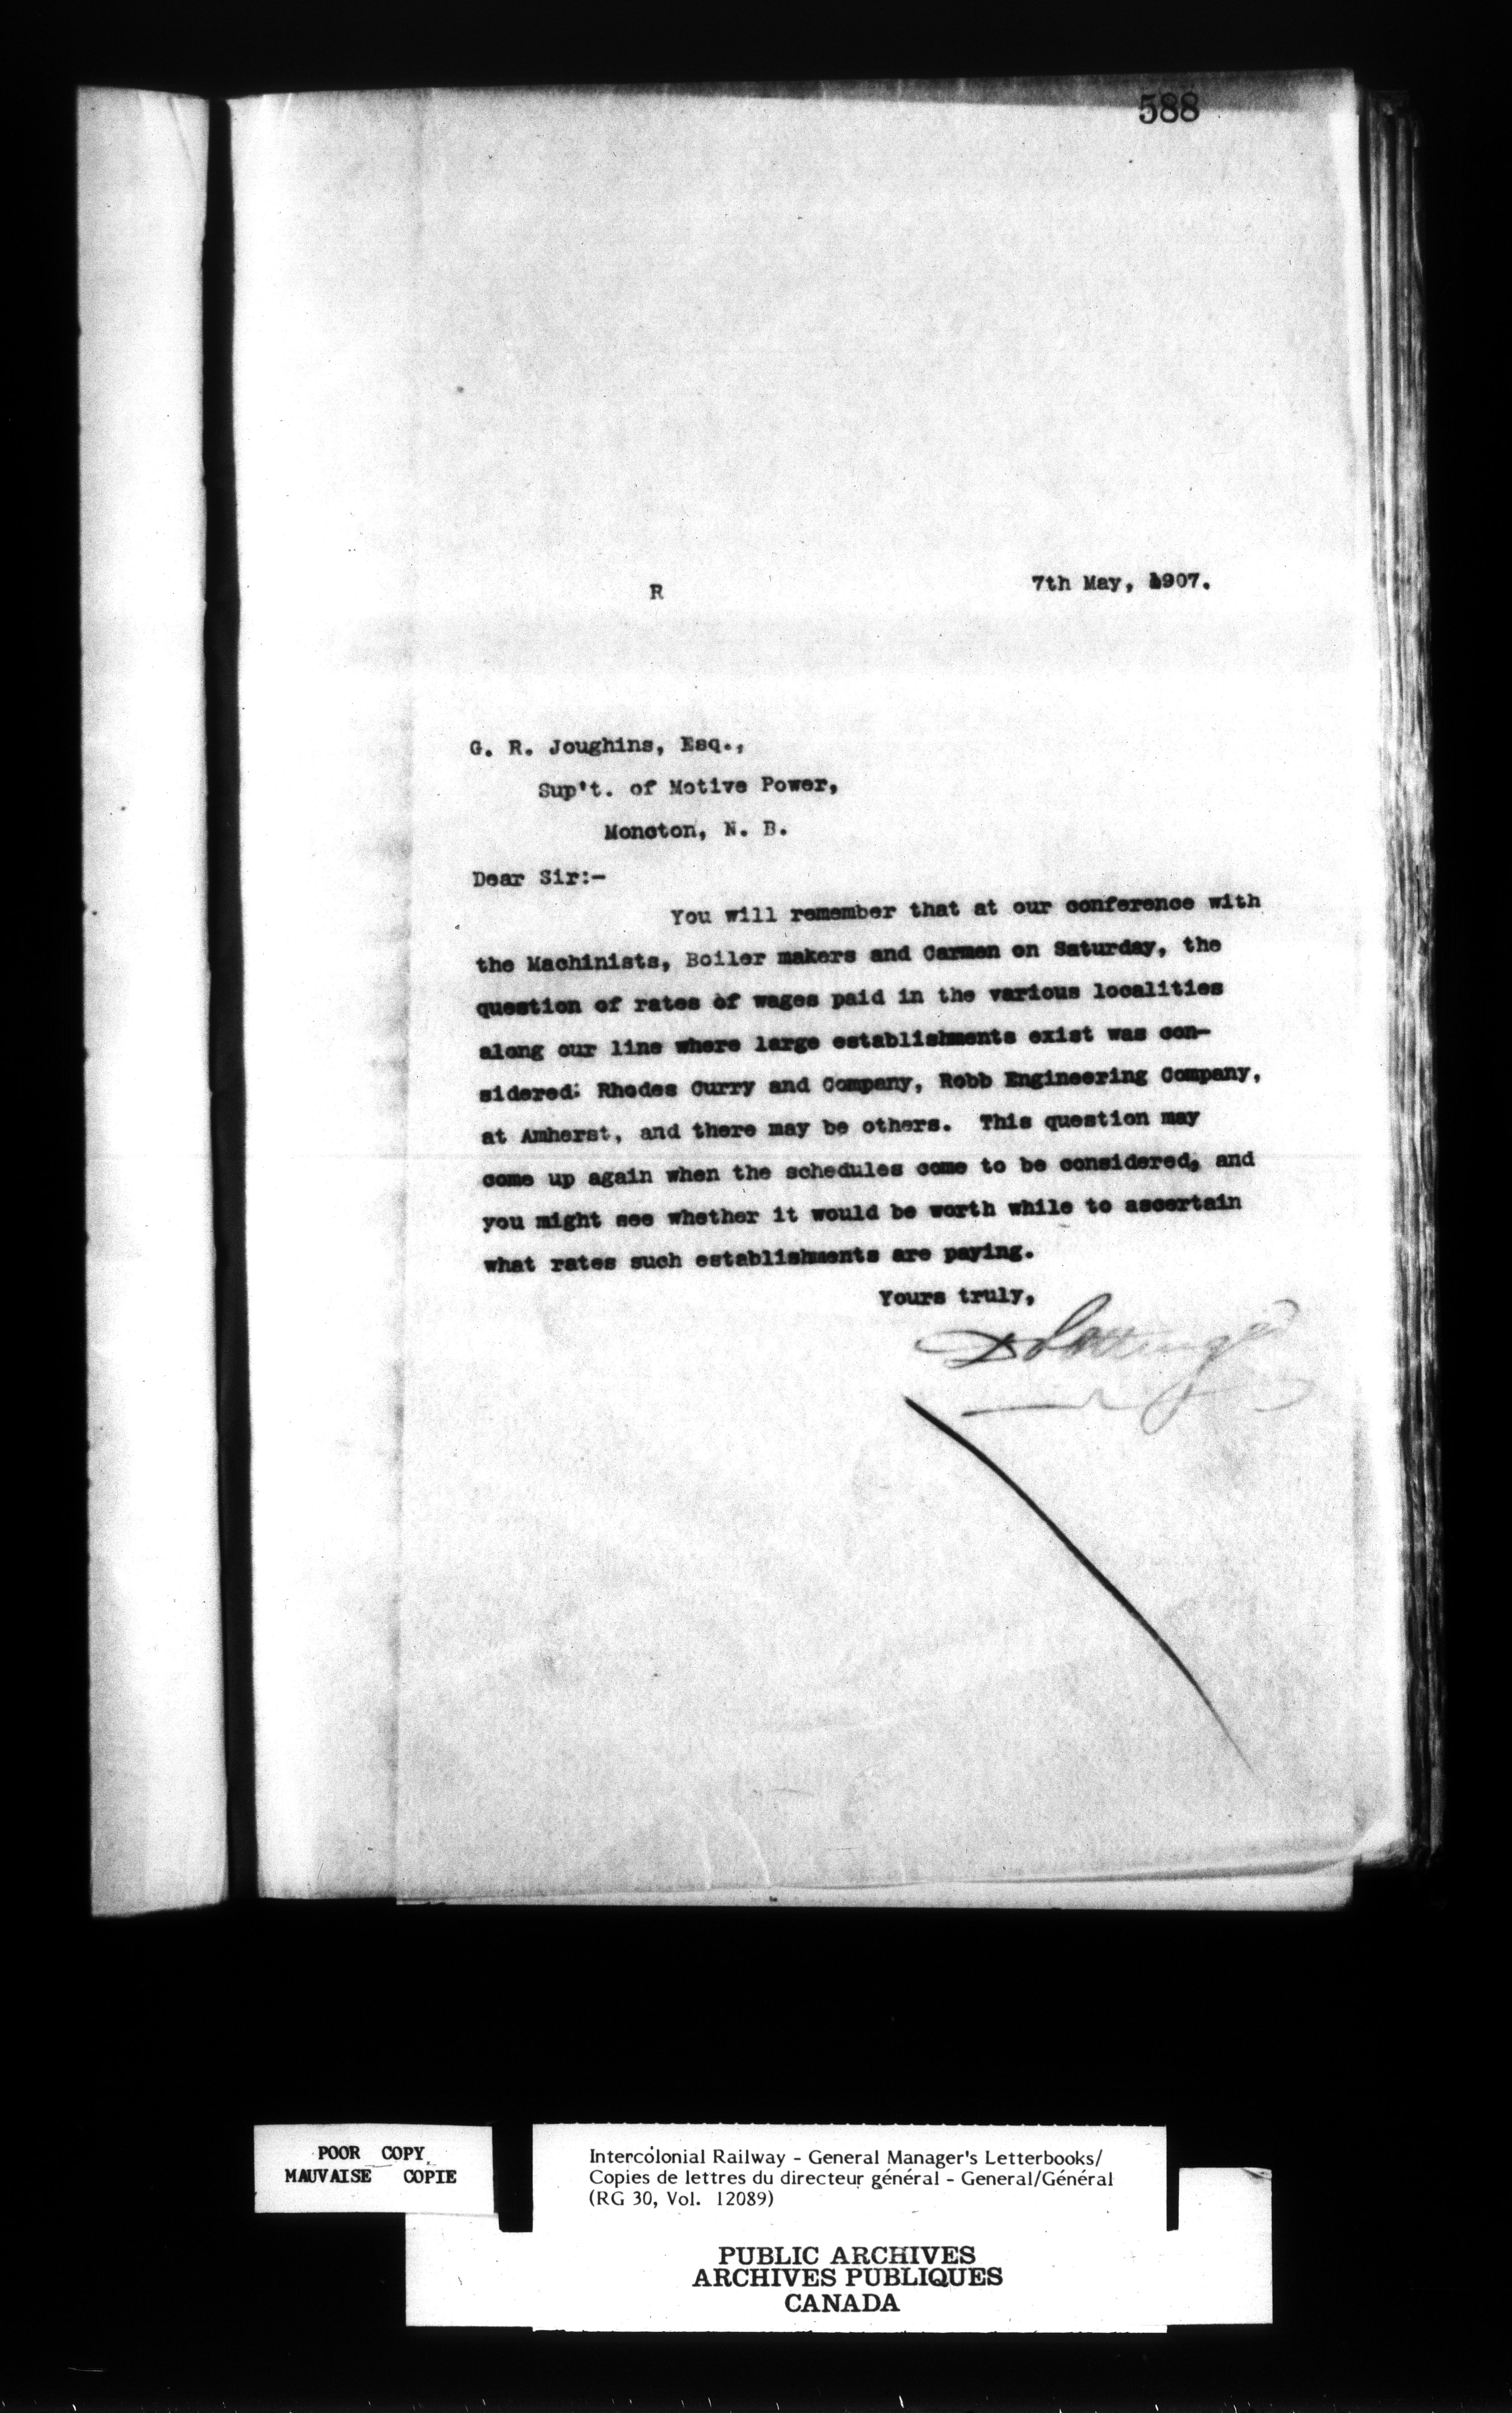 588
R 7th May, 1907.
G. R. Joughins, Esq.,
Sup't. of Motive Power,
Moncton, N. B.
Dear Sir:-
You will remember that at our conference with
the Machinists, Boiler makers and Carmen on Saturday, the
question of rates of wages paid in the various localities
along our line where large establishments exist was con-
sidered: Rhodes Curry and Company, Robb Engineering Company,
at Amherst, and there may be others. This question may
come up again when the schedules come to be considered, and
you might see whether it would be worth while to ascertain
what rates such establishments are paying.
Yours truly,
D Pottinger
POOR COPY
MAUVAISE COPIE
Intercolonial Railway - General Manager's Letterbooks/
Copies de lettres du directeur général - General/Général
(RG 30, Vol. 12089)
PUBLIC ARCHIVES
ARCHIVES PUBLIQUES
CANADA